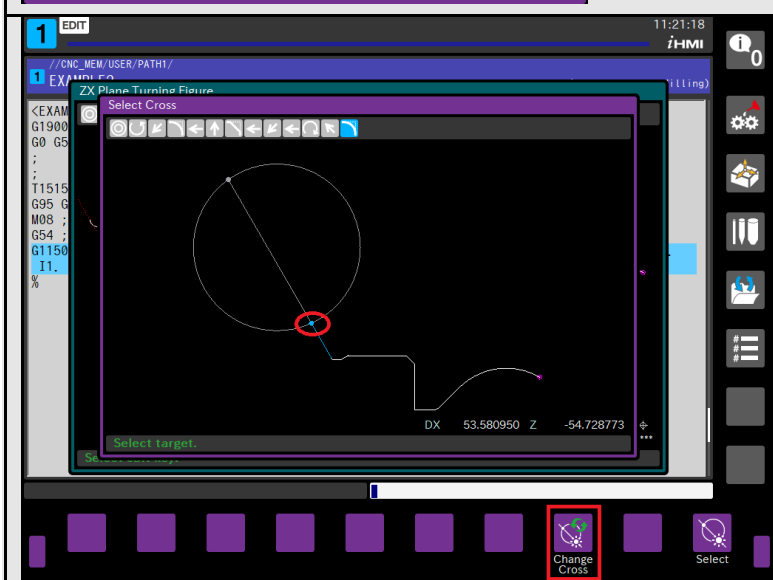 1 EDIT
11:21:18
iHMI
//CNC_MEM/USER/PATH1/
1
illing)
ZX Plane Turning Figure
Select Cross
<EXAM
G1900
G0 G5
;
;
T1515
G95 G
M08 ;
G54 ;
G1150
I1.
%
DX 53.580950 Z -54.728773
***
Select target.
Change
Cross
Select
0
#
#
#